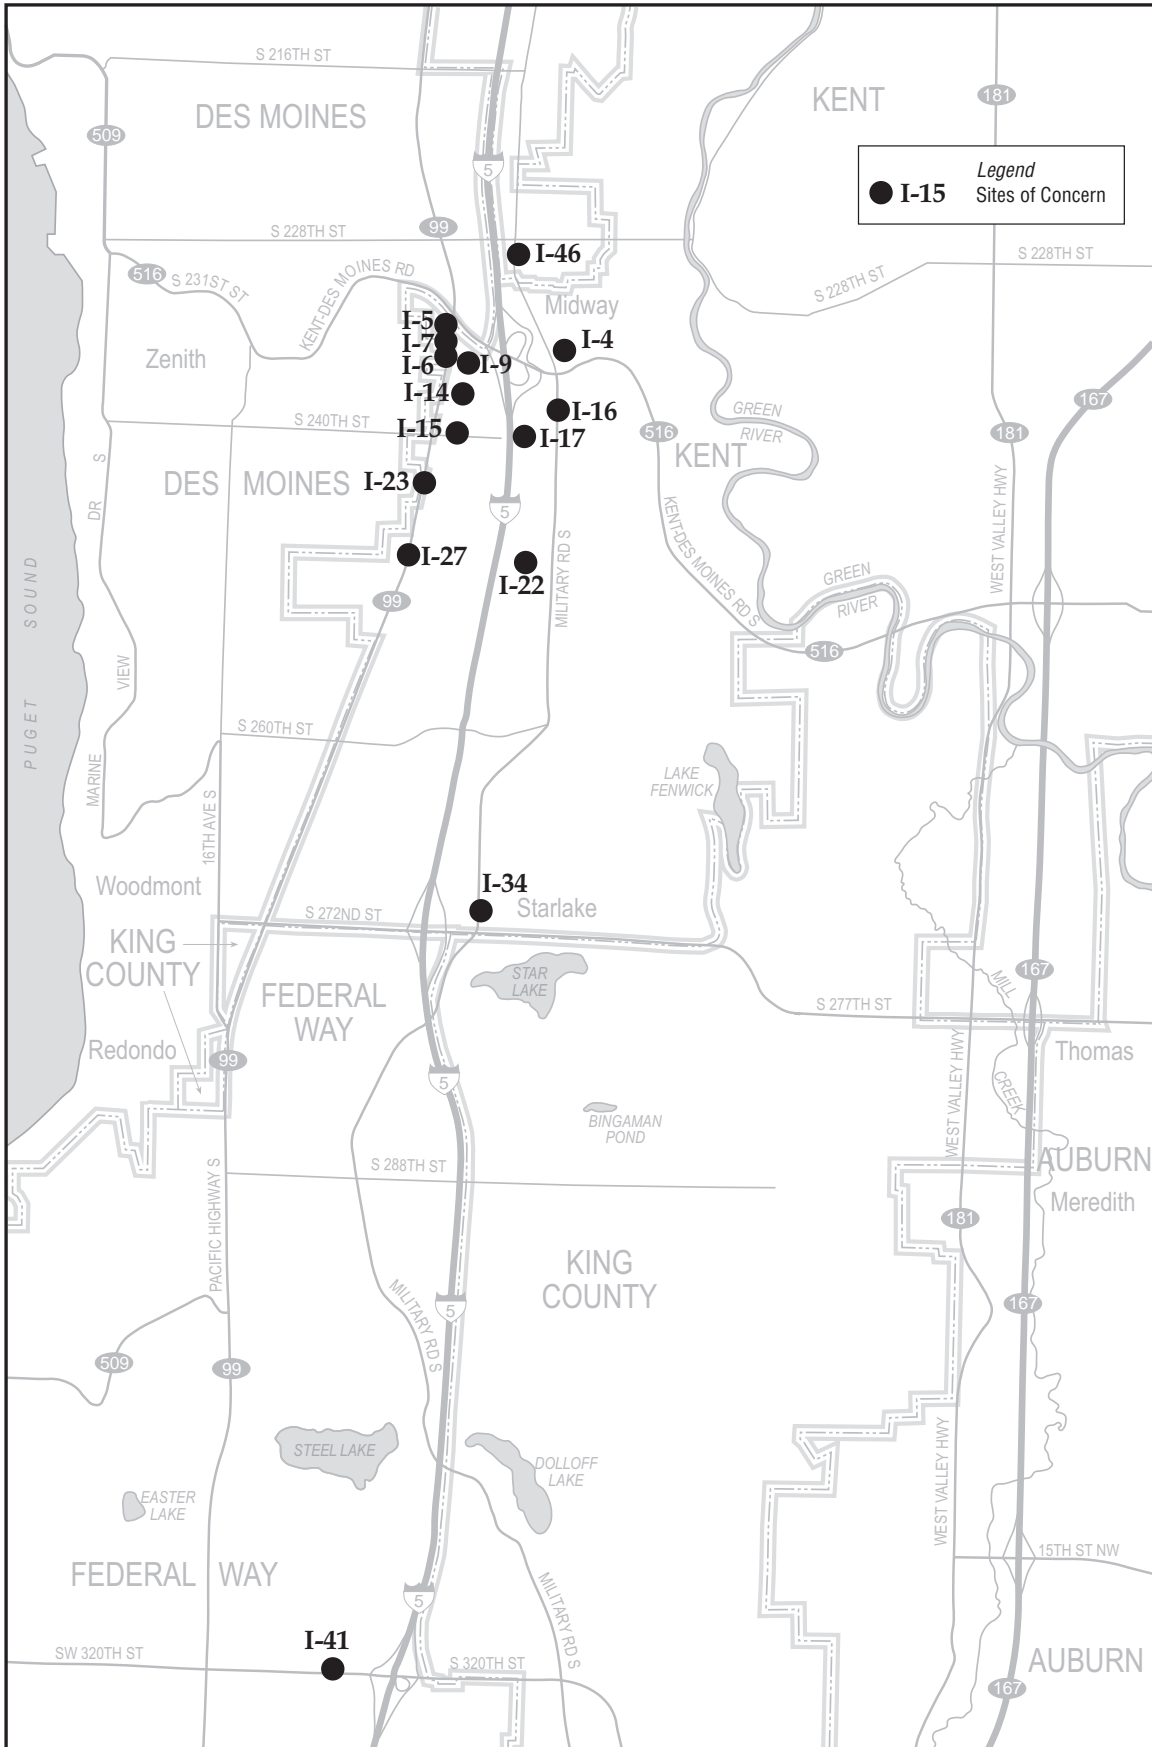 S 216TH ST
DES MOINES
KENT
181
509
5
Legend
I-15 Sites of Concern
99
S 228TH ST
I-46
S 228TH ST
516
S 231ST ST
KENT-DES MOINES RD
S 228TH ST
Midway
I-5
I-7
I-6
I-9
I-4
Zenith
I-14
167
S 240TH ST
I-15
I-16
I-17
516
GREEN
RIVER
181
KENT
DES MOINES
I-23
5
WEST VALLEY HWY
MARINE
VIEW
DR
S
PUGET SOUND
I-27
I-22
MILITARY RD S
KENT-DES MOINES RD S
GREEN
RIVER
99
516
S 260TH ST
LAKE
FENWICK
16TH AVE S
Woodmont
I-34
Starlake
S 272ND ST
KING
COUNTY
STAR
LAKE
167
MILL
CREEK
FEDERAL
WAY
S 277TH ST
Redondo
99
WEST VALLEY HWY
Thomas
5
BINGAMAN
POND
S 288TH ST
AUBURN
Meredith
PACIFIC HIGHWAY S
181
KING
COUNTY
MILITARY RD S
5
167
509
99
STEEL LAKE
DOLLOFF
LAKE
WEST VALLEY HWY
EASTER
LAKE
15TH ST NW
FEDERAL WAY
5
MILITARY RD S
I-41
SW 320TH ST
S 320TH ST
AUBURN
167